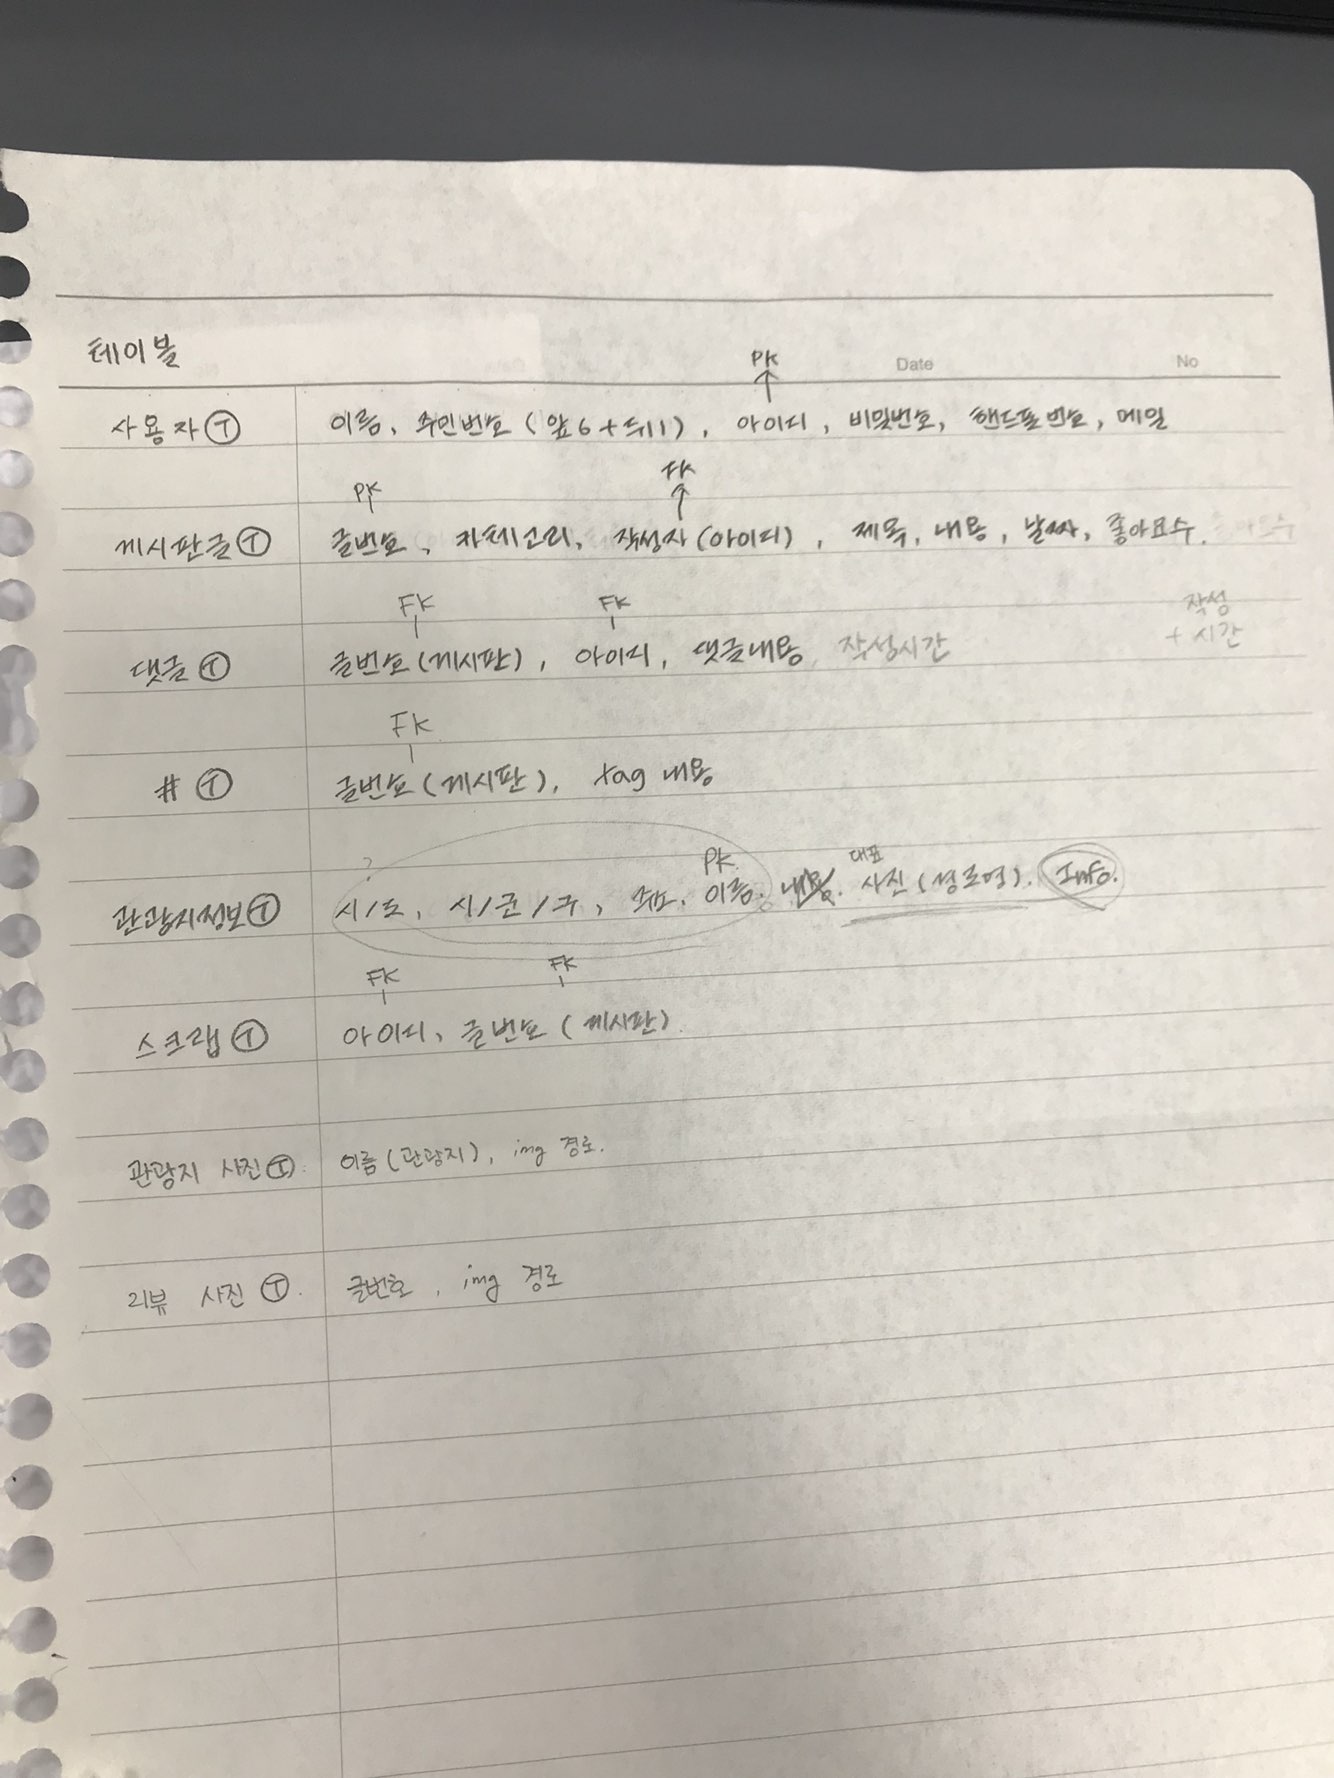 테이블
PK
Date
No
사용자 Ⓣ 이름, 주민번호 (앞6+뒤1), 아이디, 비밀번호, 핸드폰번호, 메일
PK FK
게시판글 Ⓣ 글번호, 카테고리, 작성자(아이디), 제목, 내용, 날짜, 좋아요수.
FK FK 작성
+ 시간
댓글 Ⓣ 글번호(게시판), 아이디, 댓글내용, 작성시간
FK
# Ⓣ 글번호(게시판), tag 내용
? PK 대표
관광지정보 Ⓣ 시/도, 시/군/구, 주소, 이름, 내용, 사진 ( ). Info.
FK FK
스크랩 Ⓣ 아이디, 글번호 (게시판).
관광지 사진 Ⓣ 이름(관광지), img 경로.
리뷰 사진 Ⓣ. 글번호, img 경로